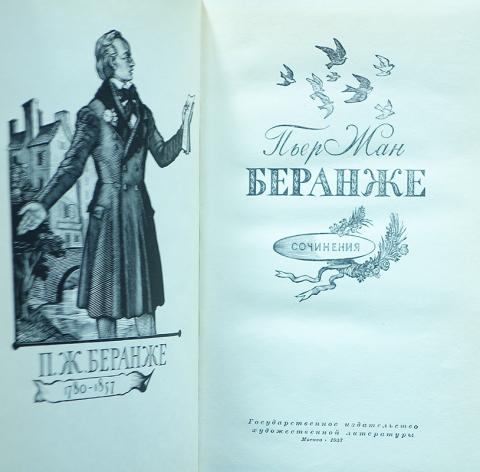 П. Ж. БЕРАНЖЕ
1780-1857
Пьер Жан
БЕРАНЖЕ
СОЧИНЕНИЯ
Государственное издательство
художественной литературы
Москва • 1957